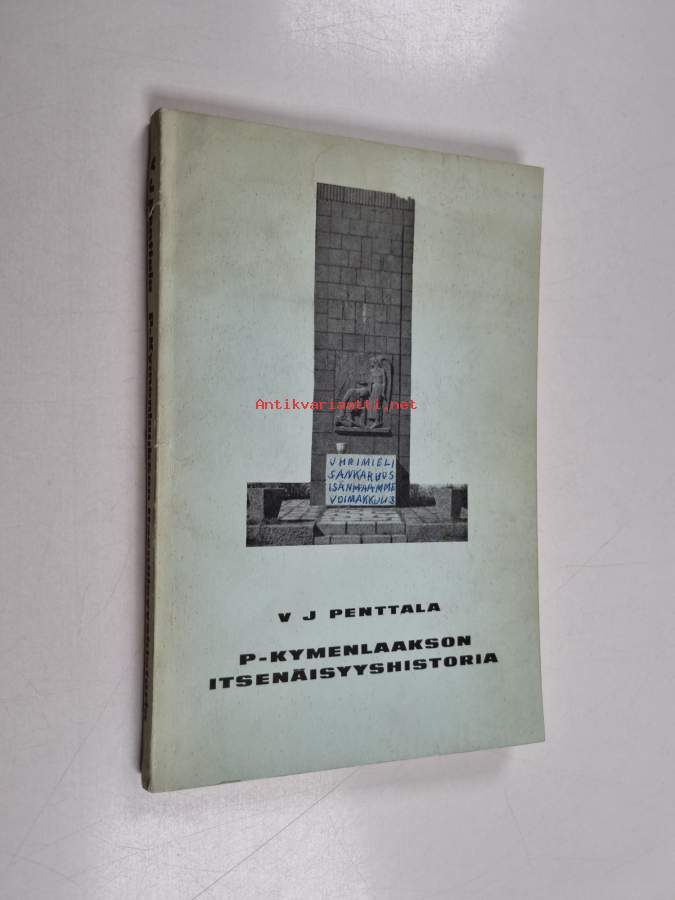 Antikvariaatti.net
UHRIMIELI
SANKARUUS
ISÄNMAAMME
VOIMAKKUUS
V J PENTTALA
P-KYMENLAAKSON
ITSENÄISYYSHISTORIA